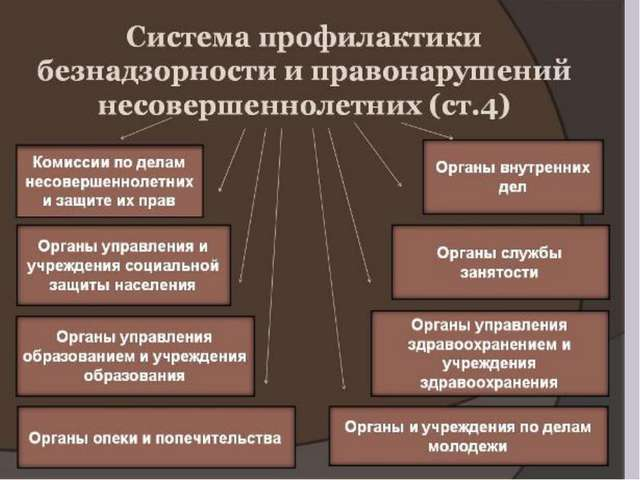 Система профилактики
безнадзорности и правонарушений
несовершеннолетних (ст.4)
Комиссии по делам
несовершеннолетних
и защите их прав
Органы управления и
учреждения социальной
защиты населения
Органы управления
образованием и учреждения
образования
Органы опеки и попечительства
Органы внутренних
дел
Органы службы
занятости
Органы управления
здравоохранением и
учреждения
здравоохранения
Органы и учреждения по делам
молодежи